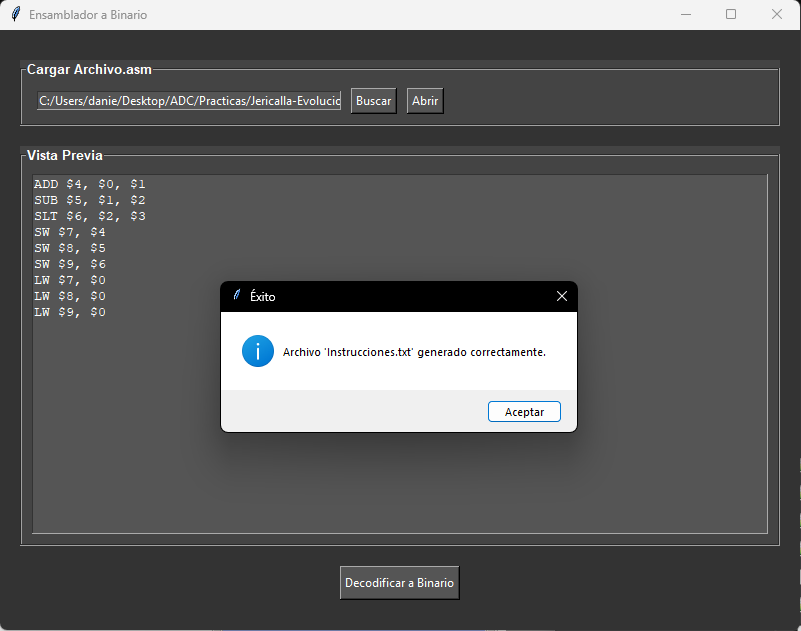 Ensamblador a Binario
Cargar Archivo.asm
C:/Users/danie/Desktop/ADC/Practicas/Jericalla-Evolucio
Buscar
Abrir
Vista Previa
ADD $4, $0, $1
SUB $5, $1, $2
SLT $6, $2, $3
SW $7, $4
SW $8, $5
SW $9, $6
LW $7, $0
LW $8, $0
LW $9, $0
Éxito
Archivo 'Instrucciones.txt' generado correctamente.
Aceptar
Decodificar a Binario